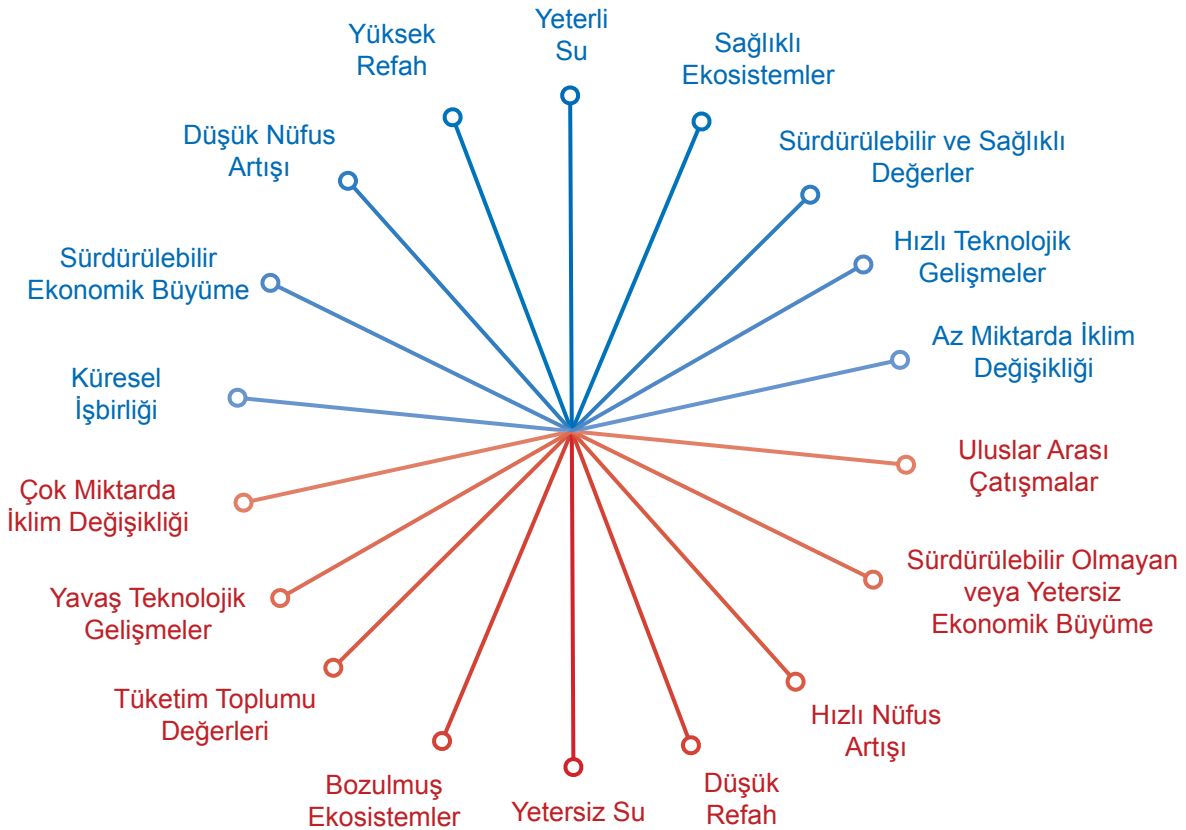 Yeterli
Su
Sağlıklı
Ekosistemler
Sürdürülebilir ve Sağlıklı
Değerler
Hızlı Teknolojik
Gelişmeler
Az Miktarda İklim
Değişikliği
Uluslar Arası
Çatışmalar
Sürdürülebilir Olmayan
veya Yetersiz
Ekonomik Büyüme
Hızlı Nüfus
Artışı
Düşük
Refah
Yetersiz Su
Bozulmuş
Ekosistemler
Tüketim Toplumu
Değerleri
Yavaş Teknolojik
Gelişmeler
Çok Miktarda
İklim Değişikliği
Küresel
İşbirliği
Sürdürülebilir
Ekonomik Büyüme
Düşük Nüfus
Artışı
Yüksek
Refah